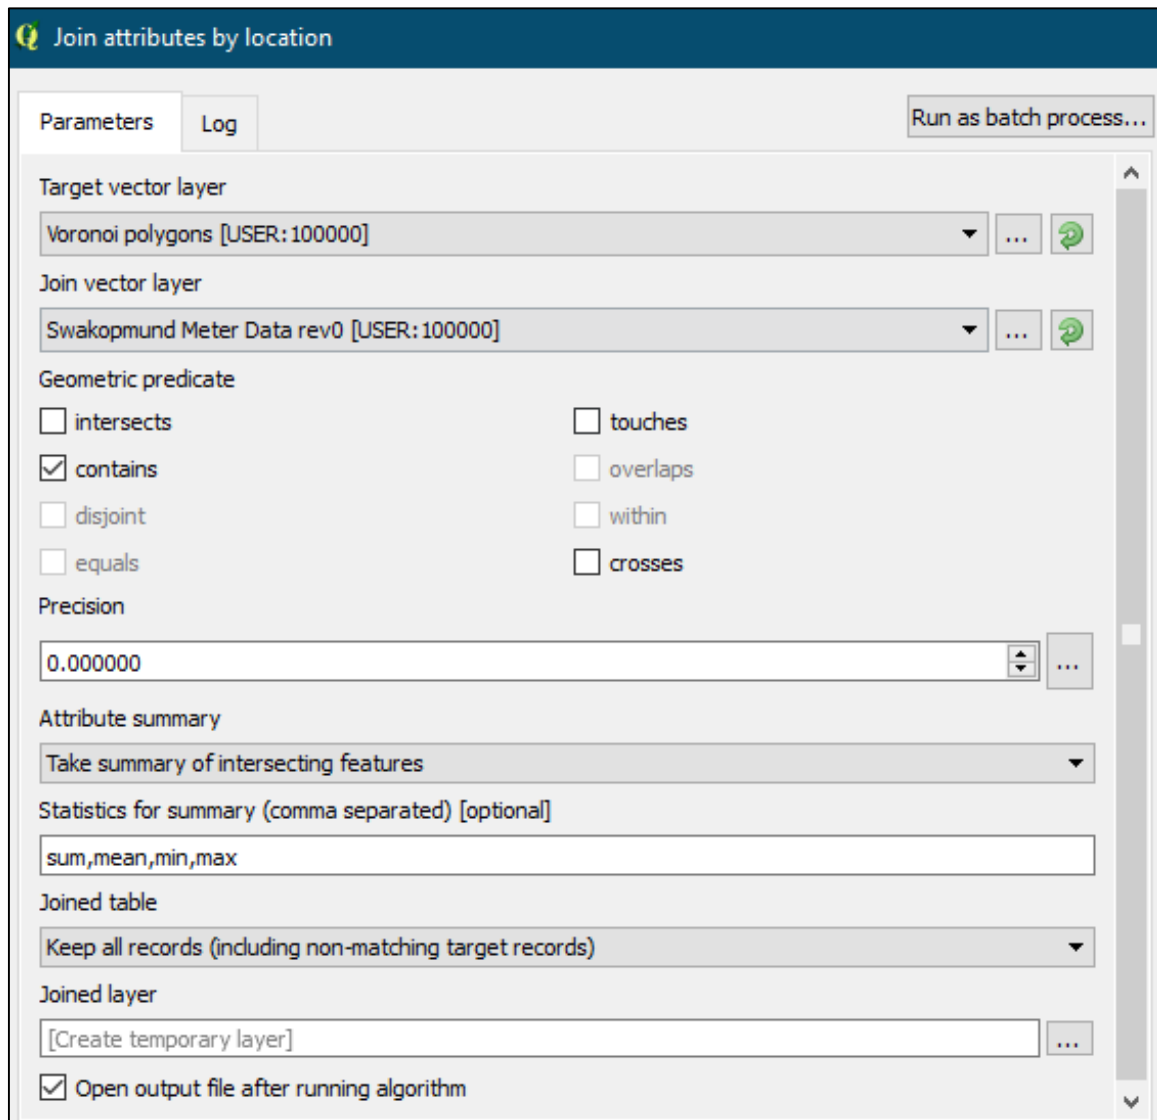 Join attributes by location
Parameters
Log
Run as batch process...
Target vector layer
Voronoi polygons [USER:100000]
...
Join vector layer
Swakopmund Meter Data rev0 [USER:100000]
...
Geometric predicate
intersects
touches
contains
overlaps
disjoint
within
equals
crosses
Precision
0.000000
...
Attribute summary
Take summary of intersecting features
Statistics for summary (comma separated) [optional]
sum,mean,min,max
Joined table
Keep all records (including non-matching target records)
Joined layer
[Create temporary layer]
...
Open output file after running algorithm